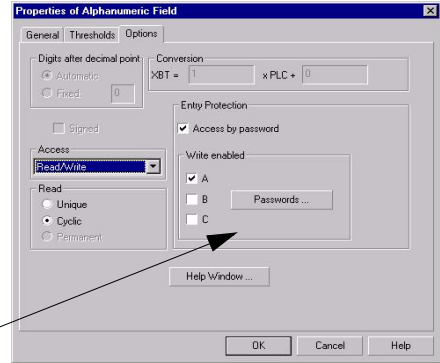 Properties of Alphanumeric Field
General Thresholds Options
Digits after decimal point
Automatic
Fixed: 0
Conversion
XBT = 1 x PLC + 0
Signed
Access
Read/Write
Read
Unique
Cyclic
Permanent
Entry Protection
Access by password
Write enabled
A
B
C
Passwords ...
Help Window ...
OK Cancel Help